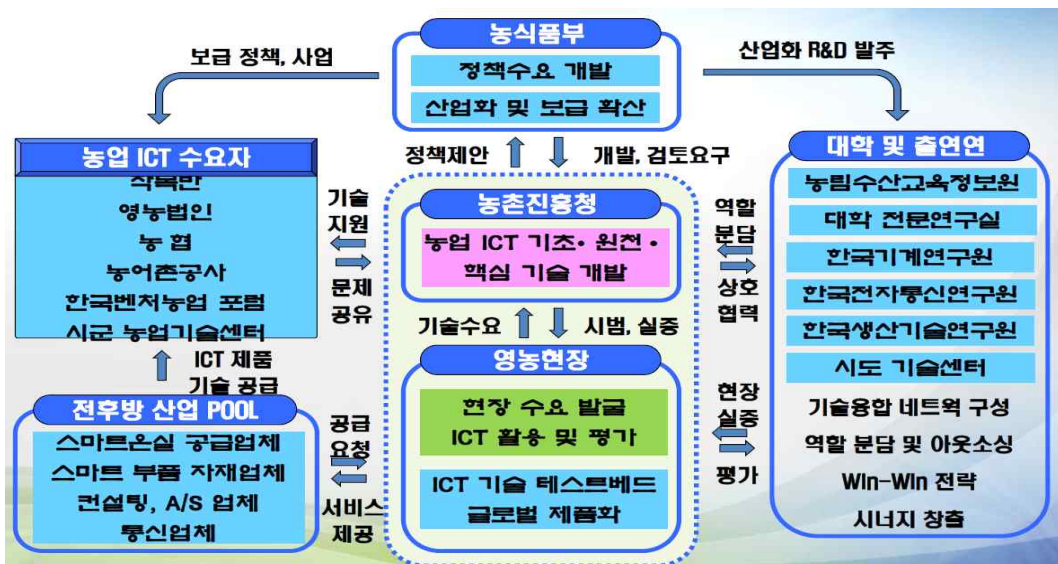 농식품부
정책수요 개발
산업화 및 보급 확산
보급 정책, 사업
산업화 R&D 발주
정책제안
개발, 검토요구
농업 ICT 수요자
작목반
영농법인
농 협
농어촌공사
한국벤처농업 포럼
시군 농업기술센터
기술
지원
문제
공유
농촌진흥청
농업 ICT 기초· 원천 ·
핵심 기술 개발
역할
분담
상호
협력
대학 및 출연연
농림수산교육정보원
대학 전문연구실
한국기계연구원
한국전자통신연구원
한국생산기술연구원
시도 기술센터
기술융합 네트웍 구성
역할 분담 및 아웃소싱
Win-Win 전략
시너지 창출
기술수요
시범, 실증
ICT 제품
기술 공급
전후방 산업 POOL
스마트온실 공급업체
스마트 부품 자재업체
컨설팅, A/S 업체
통신업체
공급
요청
서비스
제공
영농현장
현장 수요 발굴
ICT 활용 및 평가
ICT 기술 테스트베드
글로벌 제품화
현장
실증
평가